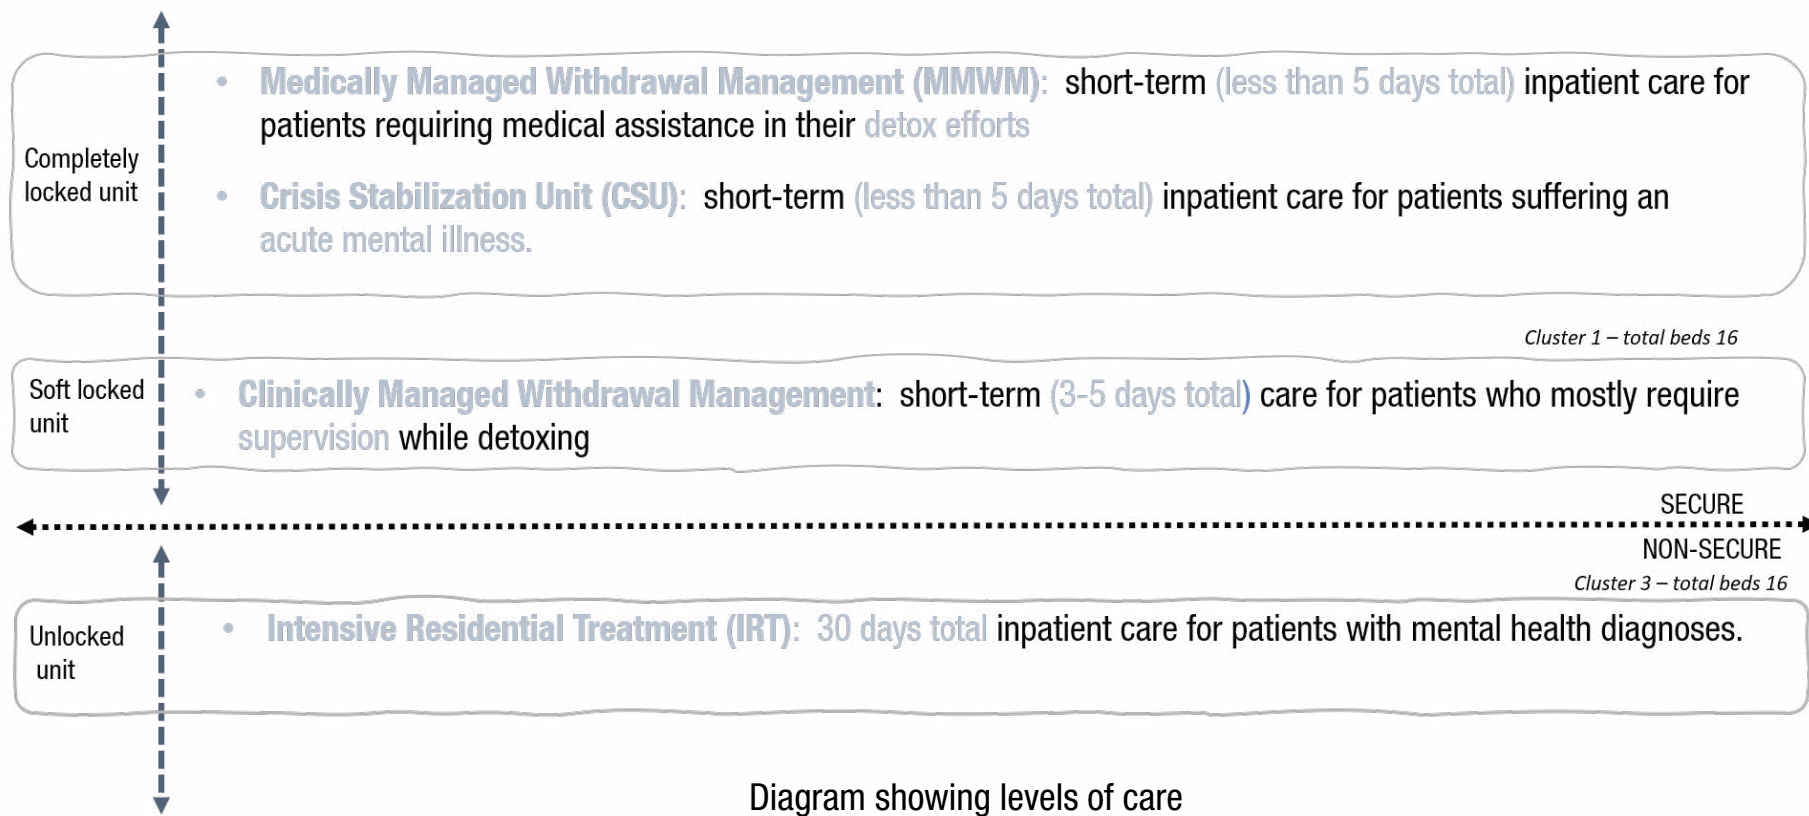 • Medically Managed Withdrawal Management (MMWM): short-term (less than 5 days total) inpatient care for
patients requiring medical assistance in their detox efforts
Completely
locked unit
• Crisis Stabilization Unit (CSU): short-term (less than 5 days total) inpatient care for patients suffering an
acute mental illness.
Cluster 1 – total beds 16
Soft locked
unit
• Clinically Managed Withdrawal Management: short-term (3-5 days total) care for patients who mostly require
supervision while detoxing
SECURE
NON-SECURE
Cluster 3 – total beds 16
Unlocked
unit
• Intensive Residential Treatment (IRT): 30 days total inpatient care for patients with mental health diagnoses.
Diagram showing levels of care